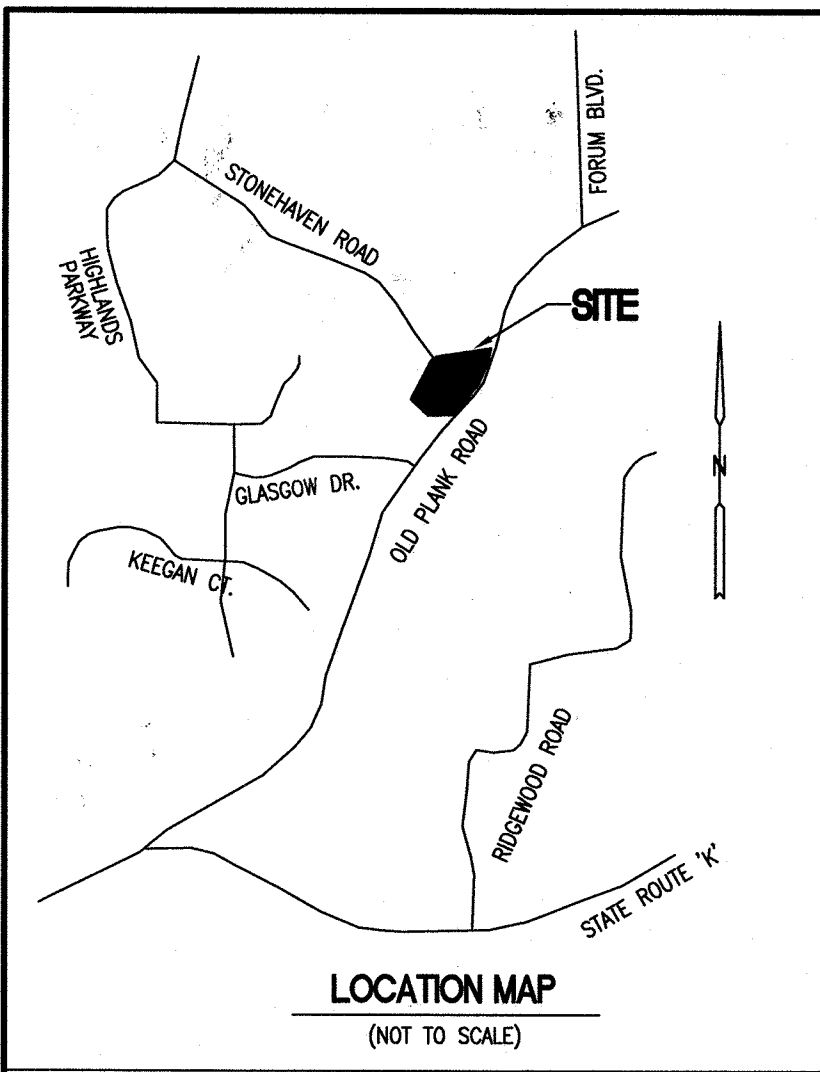 FORUM BLVD.
STONEHAVEN ROAD
HIGHLANDS
PARKWAY
SITE
N
OLD PLANK ROAD
GLASGOW DR.
KEEGAN CT.
RIDGEWOOD ROAD
STATE ROUTE 'K'
LOCATION MAP
(NOT TO SCALE)